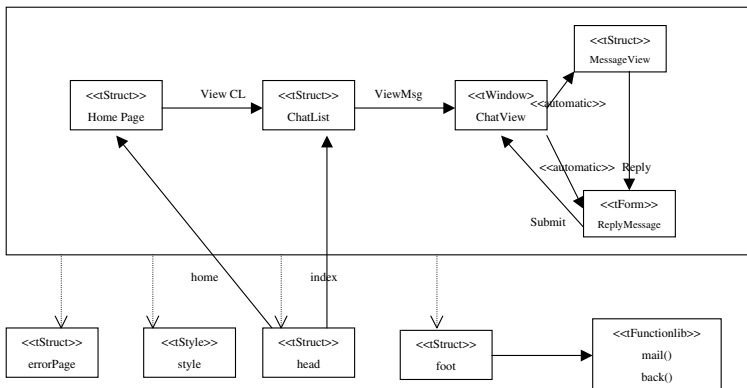 <<tStruct>>
MessageView
<<tStruct>>
Home Page
View CL
<<tStruct>>
ChatList
ViewMsg
<<tWindow>
ChatView
<<automatic>>
<<automatic>>
Reply
<<tForm>>
ReplyMessage
Submit
home
index
<<tStruct>>
errorPage
<<tStyle>>
style
<<tStruct>>
head
<<tStruct>>
foot
<<tFunctionlib>>
mail()
back()